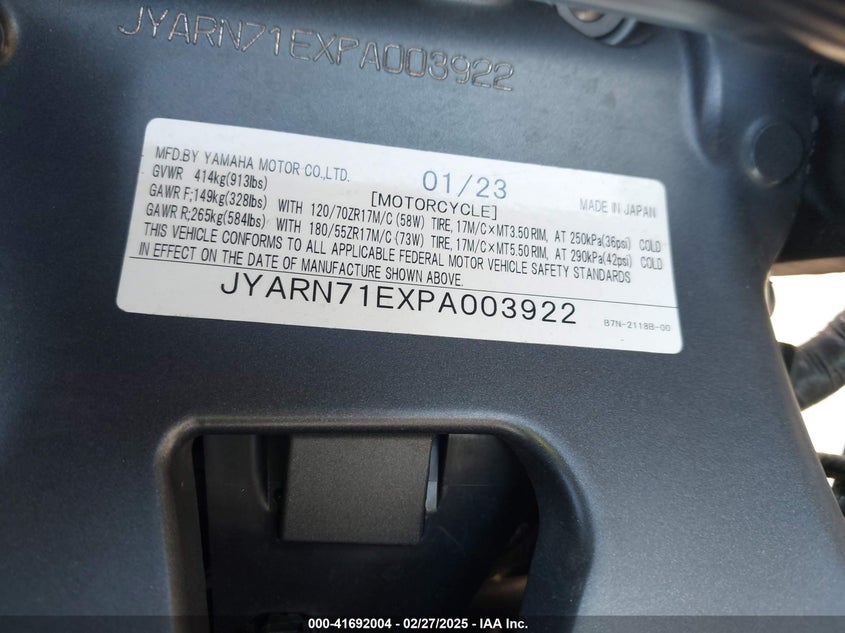 JYARN71EXPA003922
MFD.BY YAMAHA MOTOR CO.,LTD. 01/23 MADE IN JAPAN
GVWR 414kg(913lbs) [MOTORCYCLE]
GAWR F;149kg(328lbs) WITH 120/70ZR17M/C (58W) TIRE, 17M/C×MT3.50 RIM, AT 250kPa(36psi) COLD
GAWR R;265kg(584lbs) WITH 180/55ZR17M/C (73W) TIRE, 17M/C×MT5.50 RIM, AT 290kPa(42psi) COLD
THIS VEHICLE CONFORMS TO ALL APPLICABLE FEDERAL MOTOR VEHICLE SAFETY STANDARDS
IN EFFECT ON THE DATE OF MANUFACTURE SHOWN ABOVE.
JYARN71EXPA003922 B7N-2118B-00
000-41692004 - 02/27/2025 - IAA Inc.